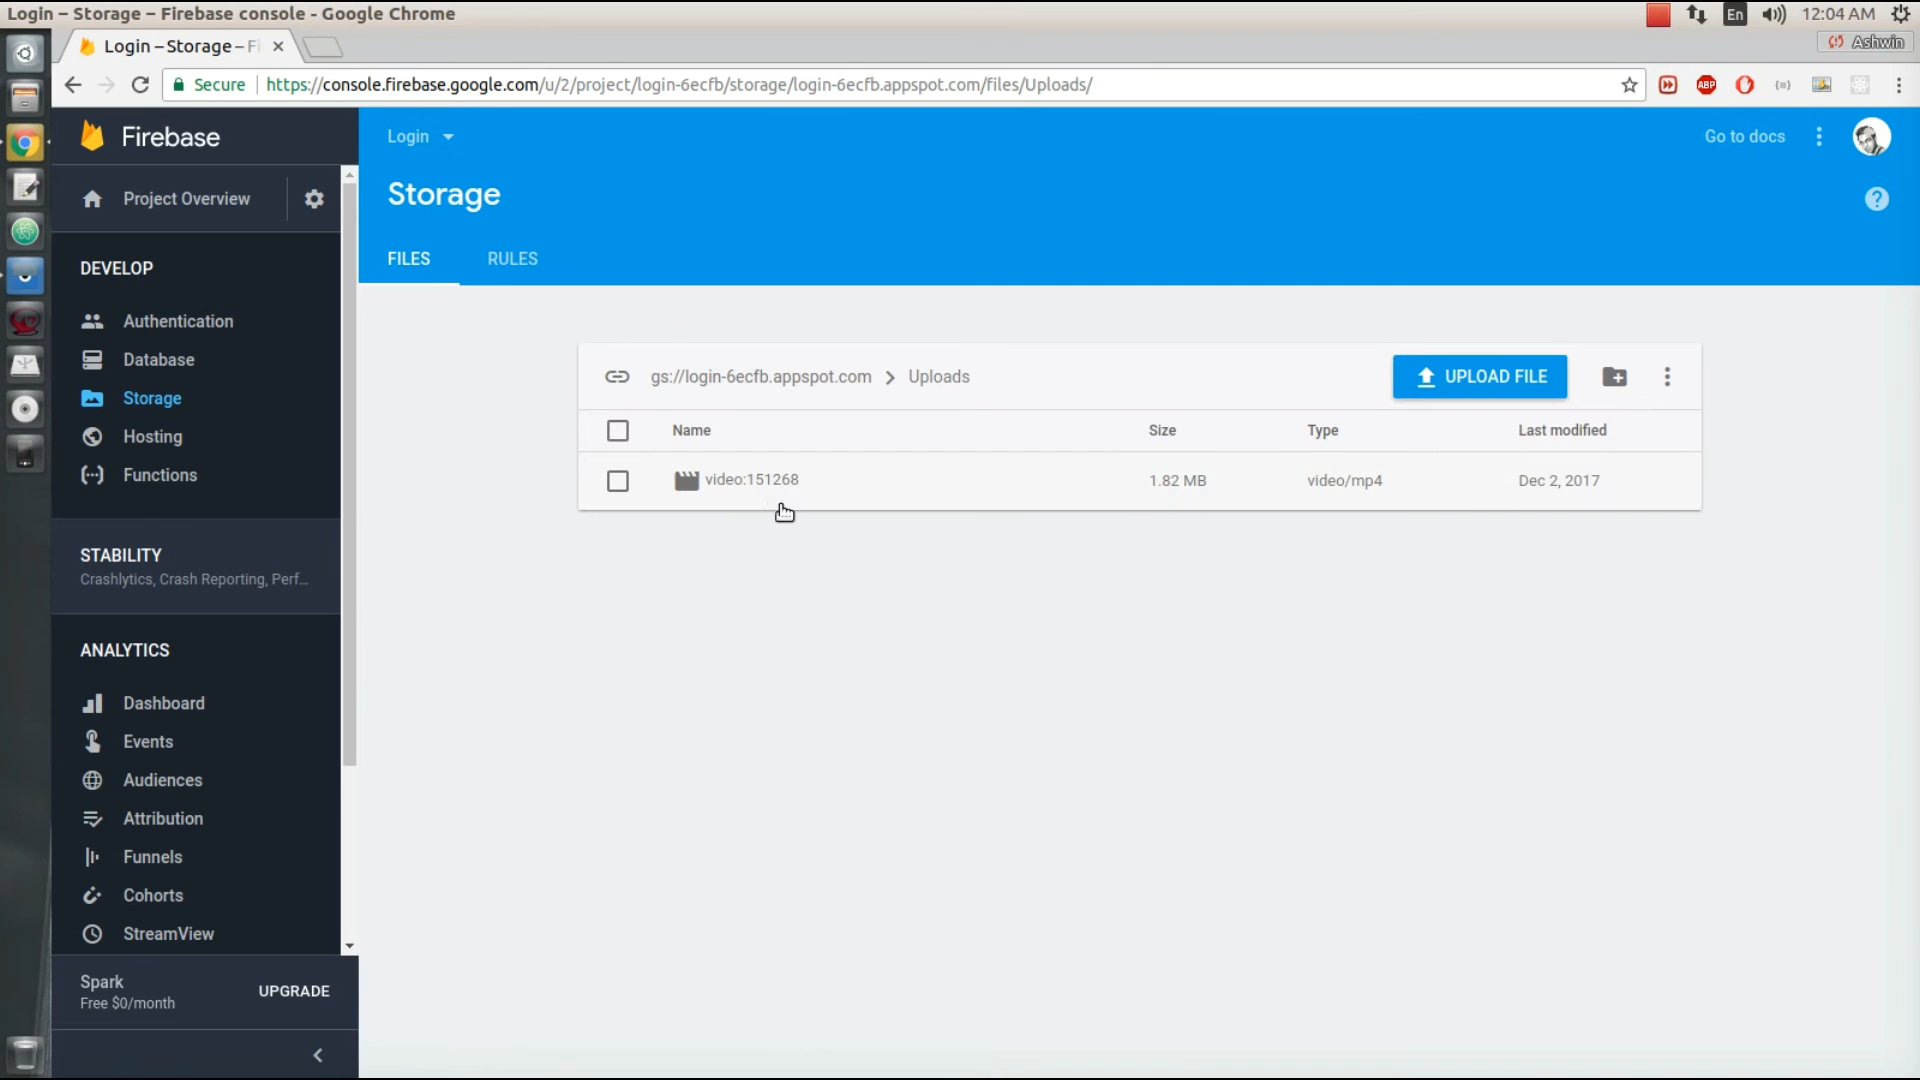 Login – Storage – Firebase console - Google Chrome
En
12:04 AM
Login – Storage – Fi
Ashwin
Secure
https://console.firebase.google.com/u/2/project/login-6ecfb/storage/login-6ecfb.appspot.com/files/Uploads/
ABP
Firebase
Login
Go to docs
Project Overview
Storage
?
FILES
RULES
DEVELOP
Authentication
Database
Storage
Hosting
Functions
gs://login-6ecfb.appspot.com
Uploads
UPLOAD FILE
Name
Size
Type
Last modified
video:151268
1.82 MB
video/mp4
Dec 2, 2017
STABILITY
Crashlytics, Crash Reporting, Perf...
ANALYTICS
Dashboard
Events
Audiences
Attribution
Funnels
Cohorts
StreamView
Spark
Free $0/month
UPGRADE